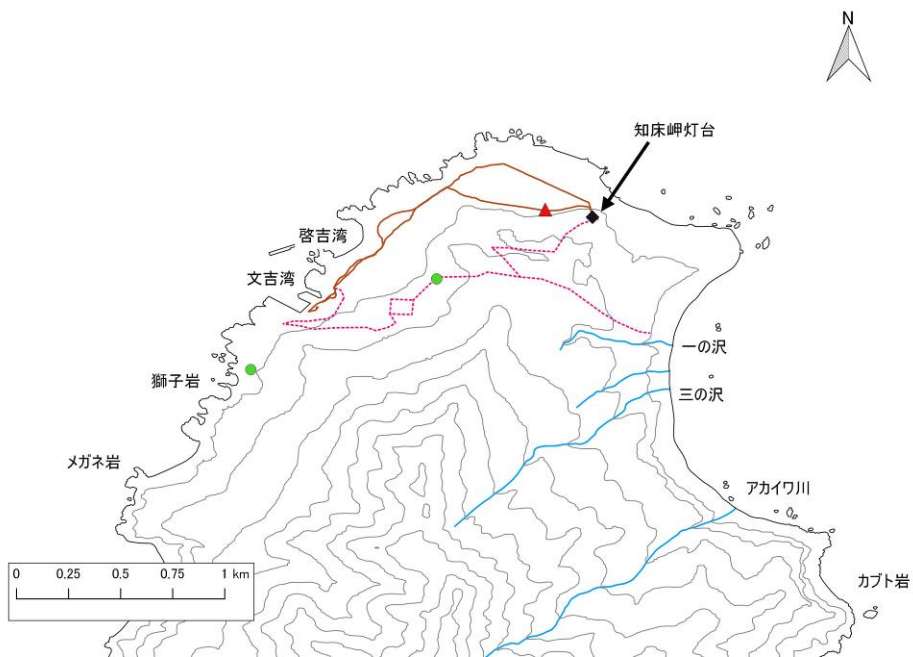 N
知床岬灯台
啓吉湾
文吉湾
一の沢
獅子岩
三の沢
メガネ岩
アカイワ川
0 0.25 0.5 0.75 1 km
カブト岩